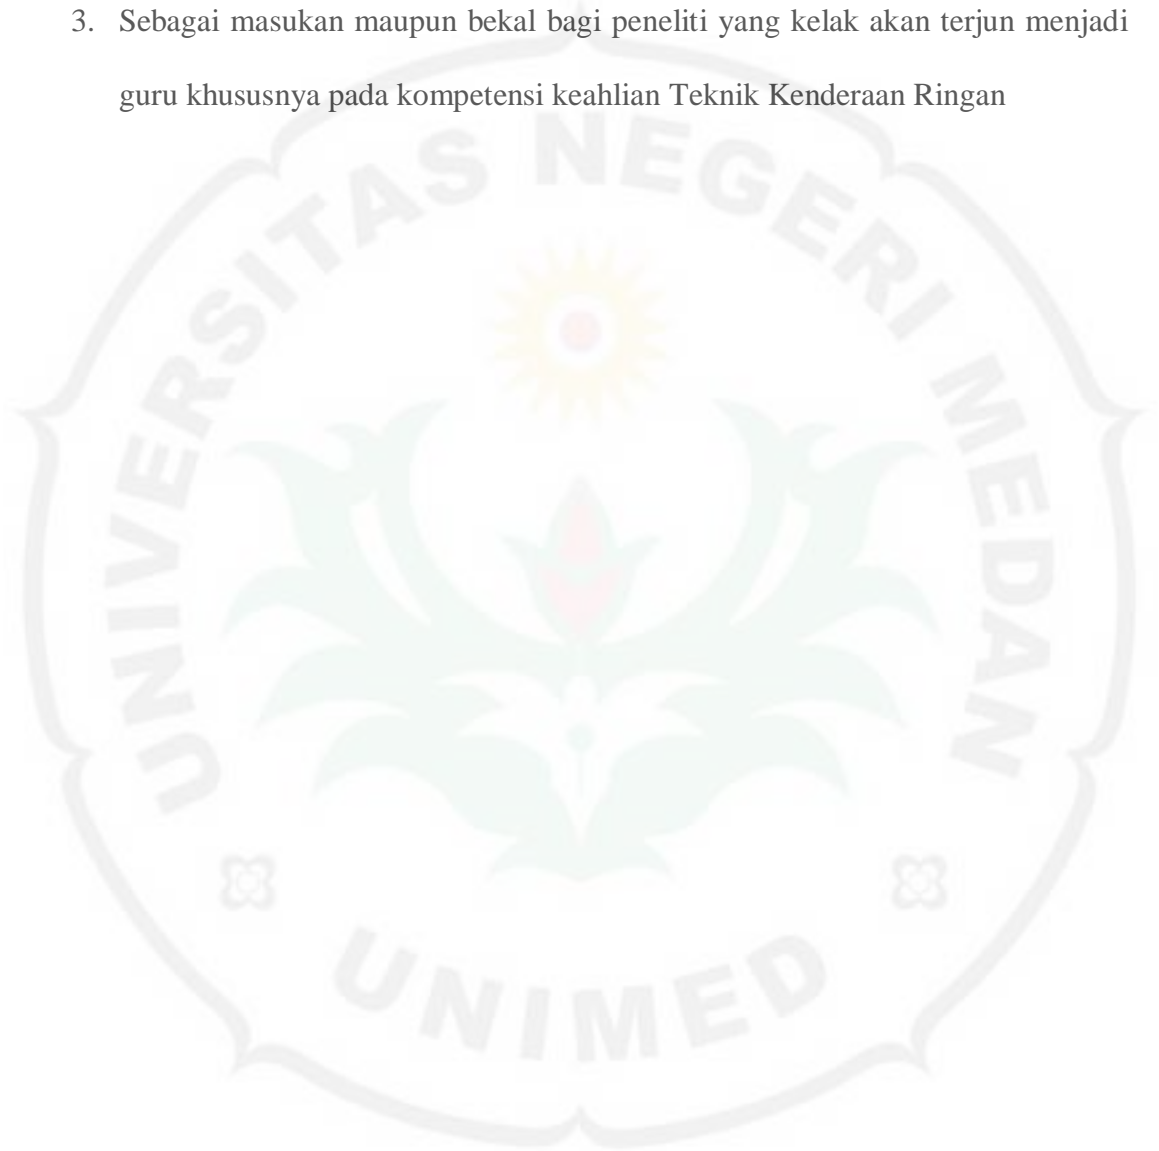 3. Sebagai masukan maupun bekal bagi peneliti yang kelak akan terjun menjadi
guru khususnya pada kompetensi keahlian Teknik Kenderaan Ringan
UNIVERSITAS NEGERI MEDAN
UNIMED